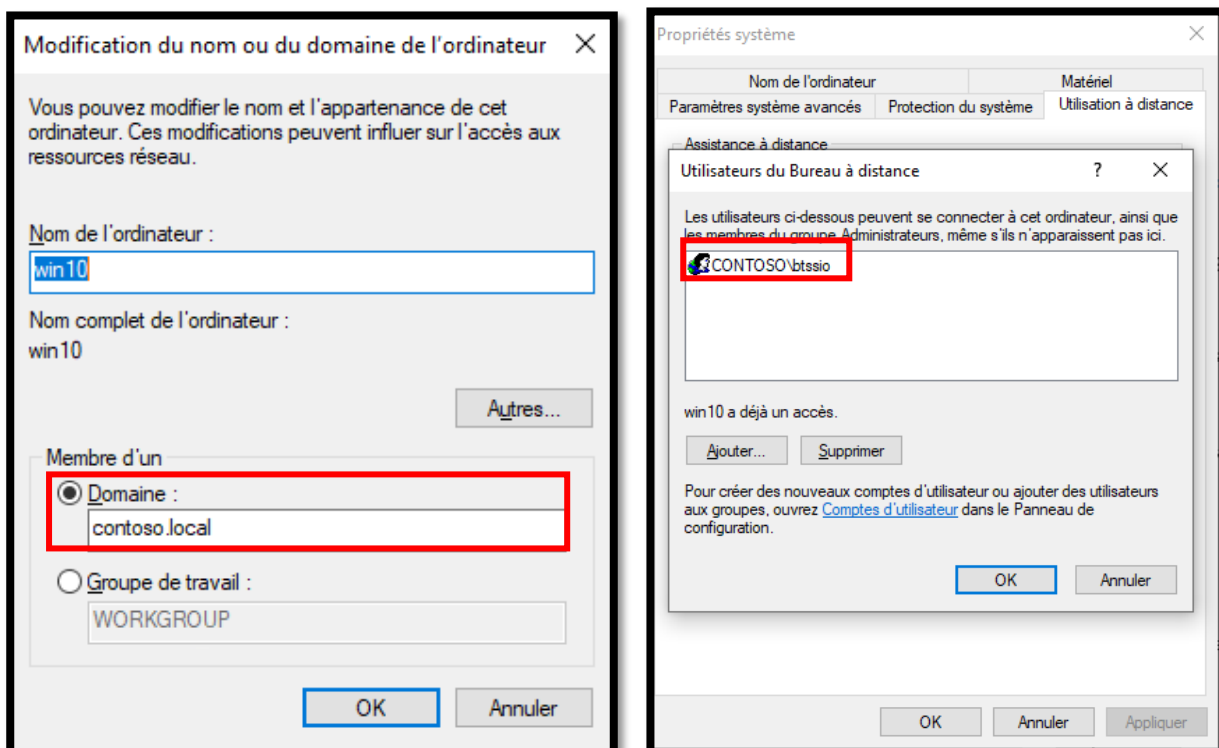 Modification du nom ou du domaine de l'ordinateur
Vous pouvez modifier le nom et l'appartenance de cet
ordinateur. Ces modifications peuvent influer sur l'accès aux
ressources réseau.
Nom de l'ordinateur :
win10
Nom complet de l'ordinateur :
win10
Autres...
Membre d'un
Domaine :
contoso.local
Groupe de travail :
WORKGROUP
OK Annuler
Propriétés système
Nom de l'ordinateur Matériel
Paramètres système avancés Protection du système Utilisation à distance
Assistance à distance
Utilisateurs du Bureau à distance ?
Les utilisateurs ci-dessous peuvent se connecter à cet ordinateur, ainsi que
les membres du groupe Administrateurs, même s'ils n'apparaissent pas ici.
CONTOSO\btssio
win10 a déjà un accès.
Ajouter... Supprimer
Pour créer des nouveaux comptes d'utilisateur ou ajouter des utilisateurs
aux groupes, ouvrez Comptes d'utilisateur dans le Panneau de
configuration.
OK Annuler
OK Annuler Appliquer